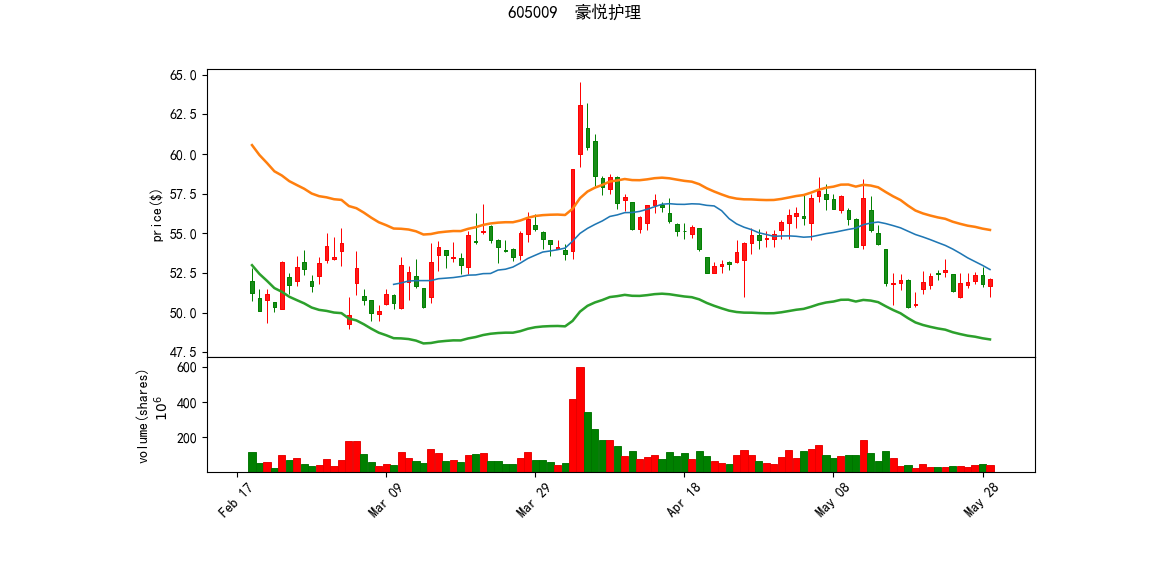 605009 豪悦护理
65.0
62.5
60.0
57.5
55.0
52.5
50.0
47.5
price($)
600
400
200
volume(shares)
10^6
Feb 17
Mar 09
Mar 29
Apr 18
May 08
May 28